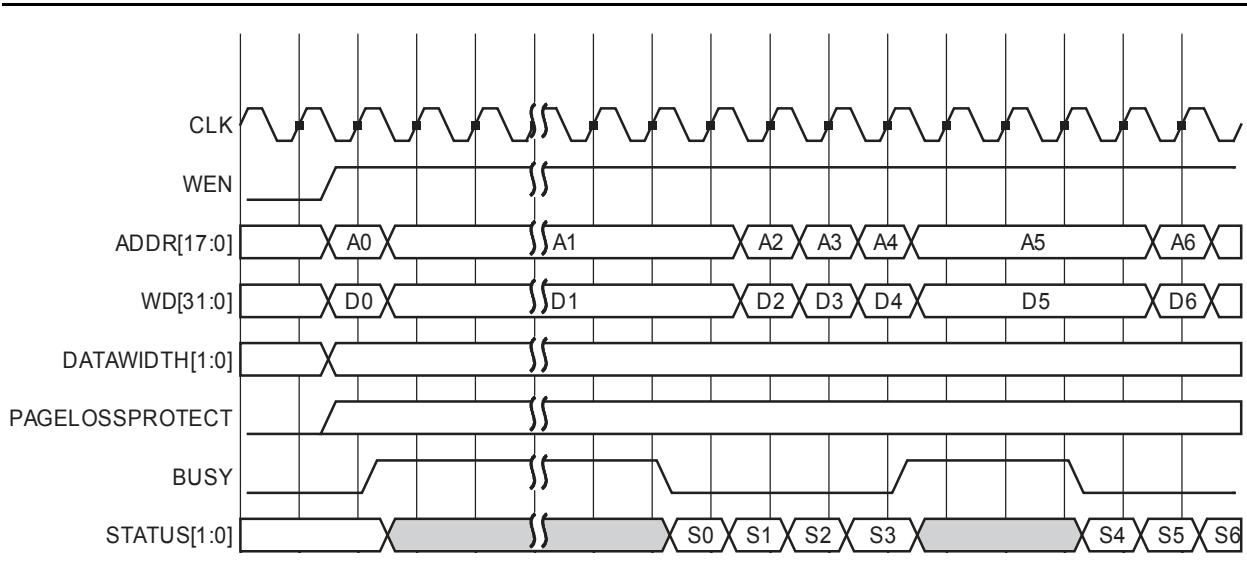 CLK
WEN
ADDR[17:0] A0 A1 A2 A3 A4 A5 A6
WD[31:0] D0 D1 D2 D3 D4 D5 D6
DATAWIDTH[1:0]
PAGELOSSPROTECT
BUSY
STATUS[1:0] S0 S1 S2 S3 S4 S5 S6